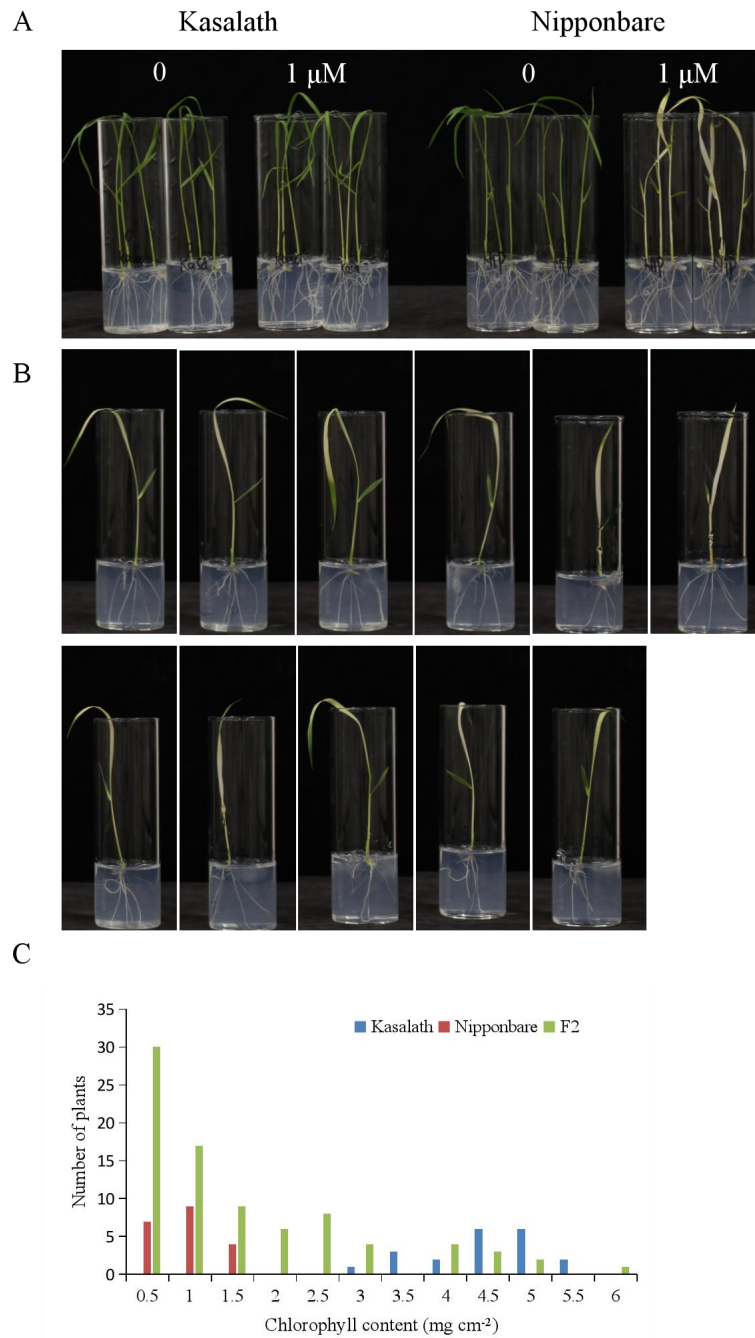 A
Kasalath Nipponbare
0 1 μM 0 1 μM
B
C
35
30
25
20
15
10
5
0
Number of plants
Kasalath Nipponbare F2
0.5 1 1.5 2 2.5 3 3.5 4 4.5 5 5.5 6
Chlorophyll content (mg cm⁻²)